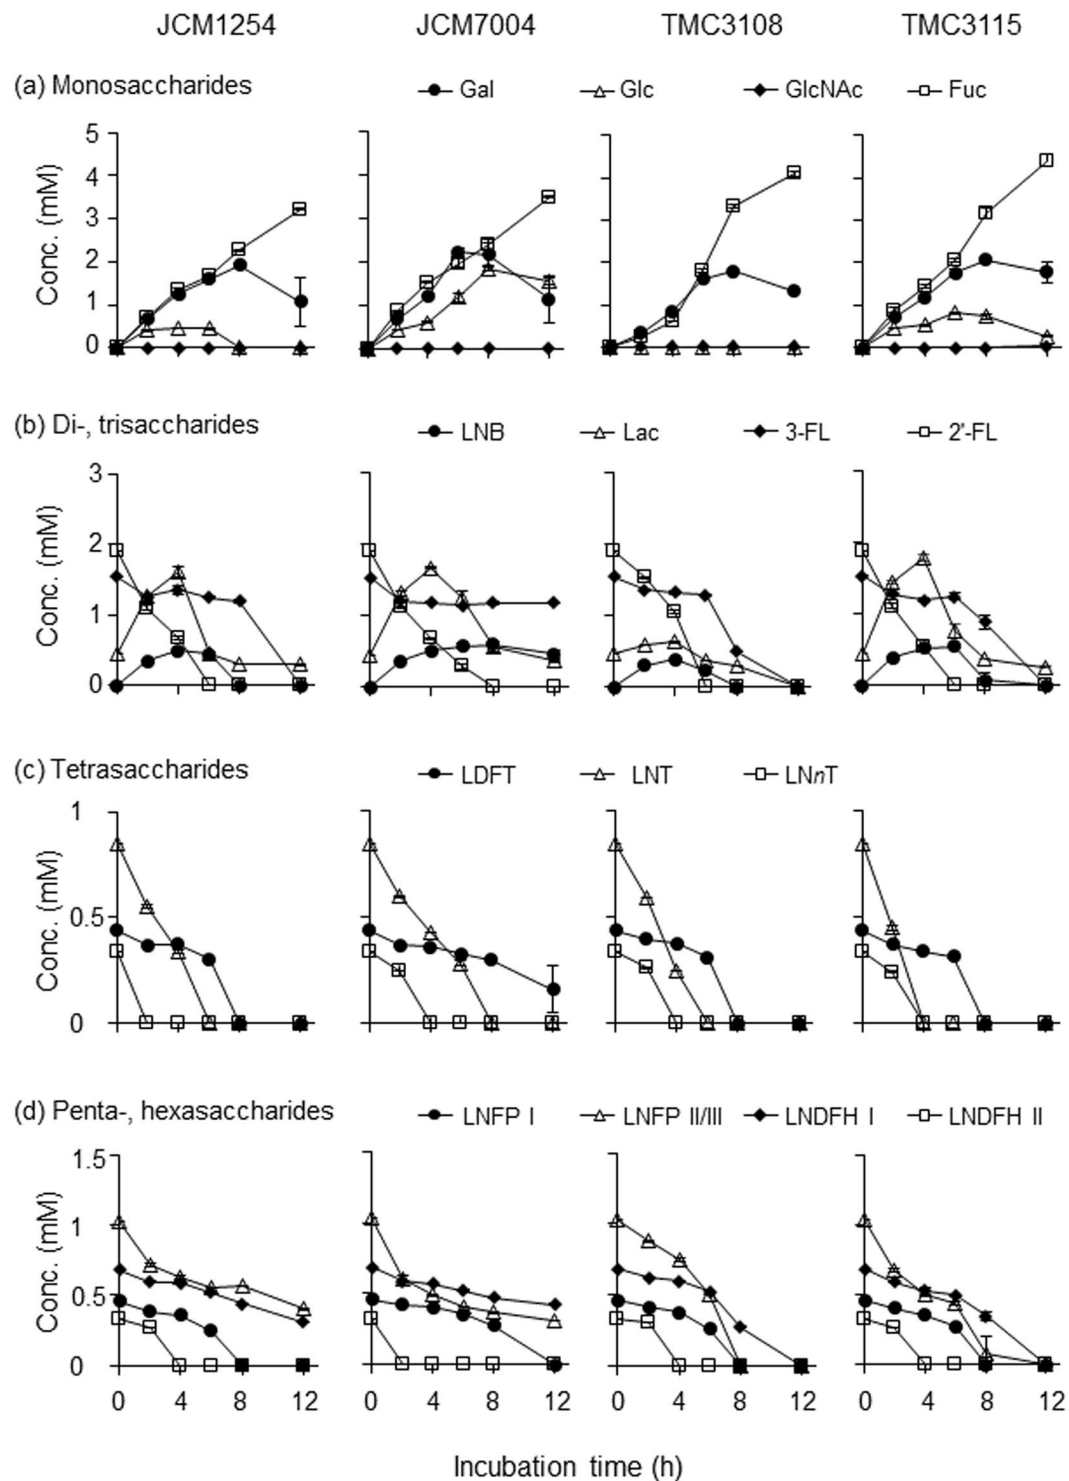 JCM1254 JCM7004 TMC3108 TMC3115
(a) Monosaccharides Gal Glc GlcNAc Fuc
5
4
3
2
1
0
Conc. (mM)
(b) Di-, trisaccharides LNB Lac 3-FL 2'-FL
3
2
1
0
Conc. (mM)
(c) Tetrasaccharides LDFT LNT LNnT
1
0.5
0
Conc. (mM)
(d) Penta-, hexasaccharides LNFP I LNFP II/III LNDFH I LNDFH II
1.5
1
0.5
0
Conc. (mM)
0 4 8 12 0 4 8 12 0 4 8 12 0 4 8 12
Incubation time (h)